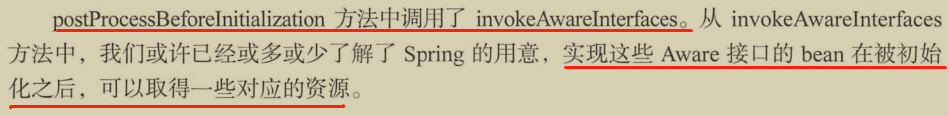 postProcessBeforeInitialization 方法中调用了 invokeAwareInterfaces。从 invokeAwareInterfaces
方法中，我们或许已经或多或少了解了 Spring 的用意，实现这些 Aware 接口的 bean 在被初始
化之后，可以取得一些对应的资源。